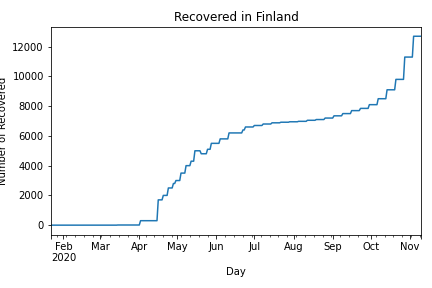 Recovered in Finland
Number of Recovered
12000
10000
8000
6000
4000
2000
0
Feb Mar Apr May Jun Jul Aug Sep Oct Nov
2020
Day